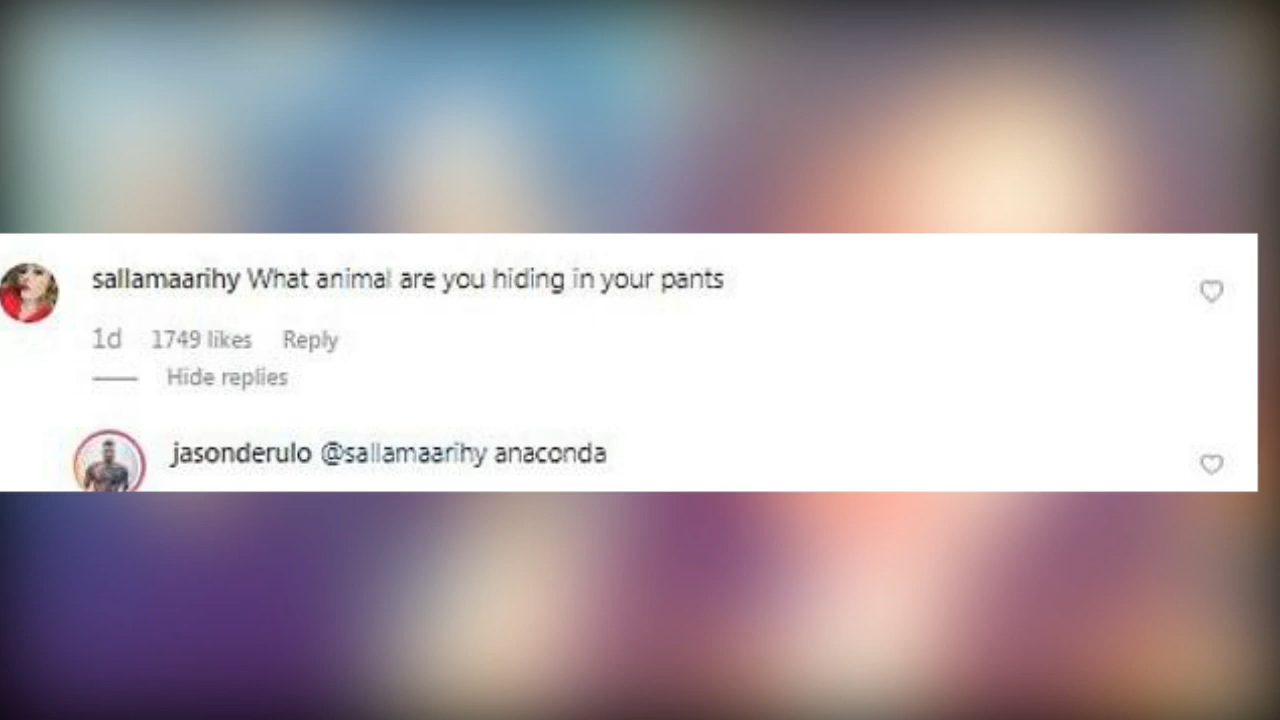 sallamaarihy What animal are you hiding in your pants
1d 1749 likes Reply
Hide replies
jasonderulo @sallamaarihy anaconda